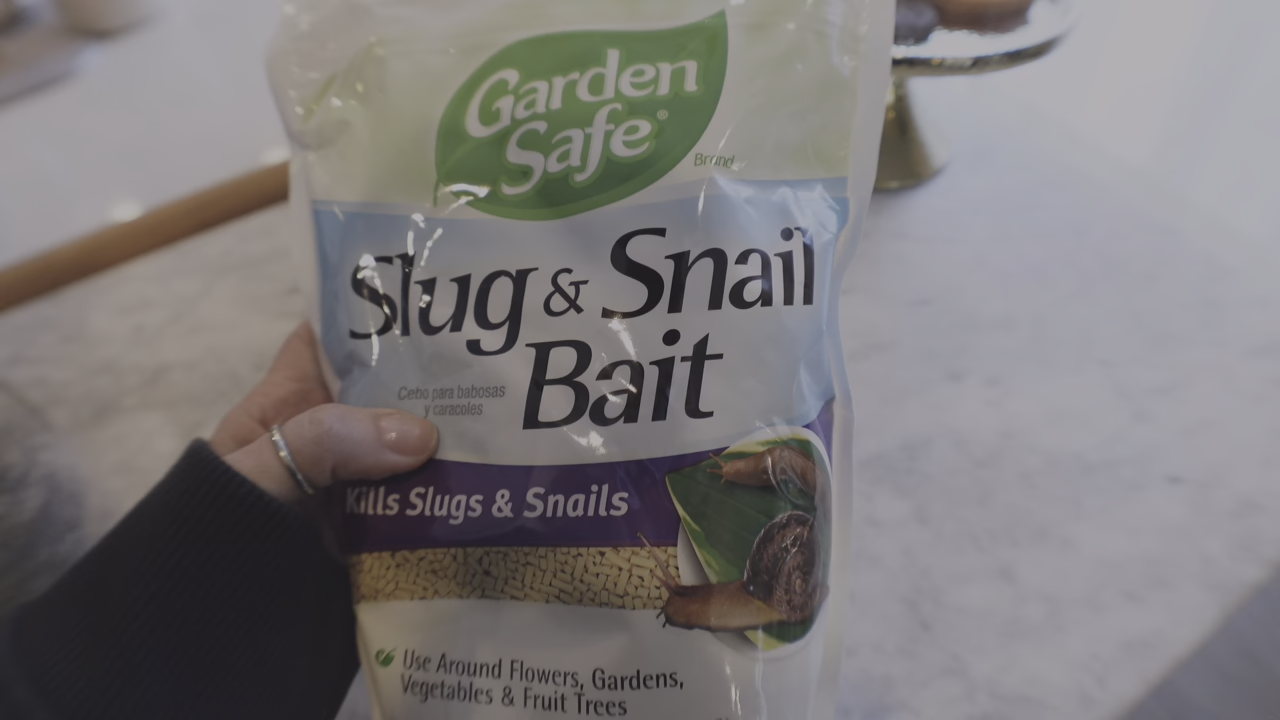 Garden
Safe®
Brand
Slug & Snail
Bait
Cebo para babosas
y caracoles
Kills Slugs & Snails
Use Around Flowers, Gardens,
Vegetables & Fruit Trees